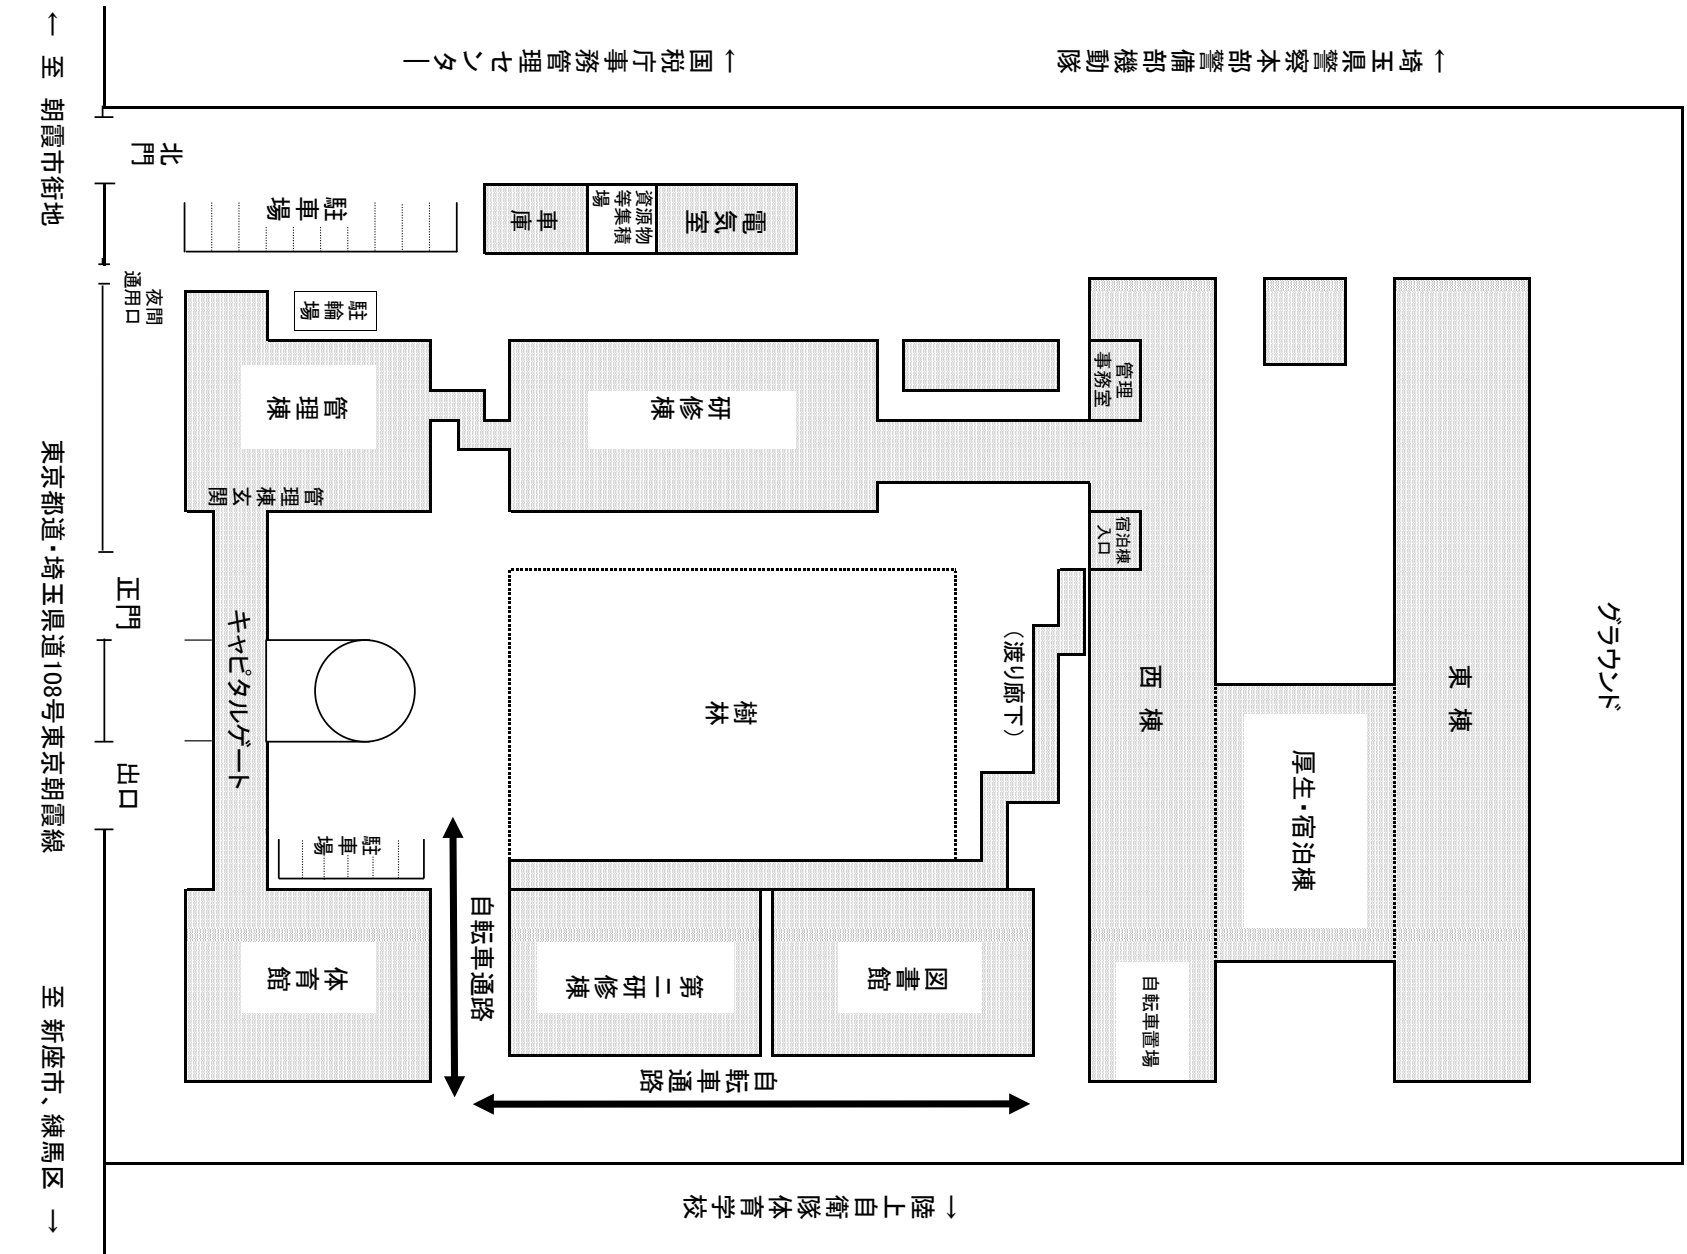 ← 至 朝霞市街地
東京都道・埼玉県道108号東京朝霞線
至 新座市、練馬区 →
← 国税庁事務管理センター
← 埼玉県警察本部警備部機動隊
北門
駐車場
車庫
資源物
等集積
場
電気室
夜間
通用口
駐輪場
管理棟
管理棟玄関
研修棟
管理
事務室
宿泊棟
入口
正門
キャピタルゲート
樹林
(渡り廊下)
西棟
東棟
グラウンド
厚生・宿泊棟
出口
駐車場
自転車通路
体育館
第二研修棟
図書館
自転車置場
自転車通路
← 陸上自衛隊体育学校